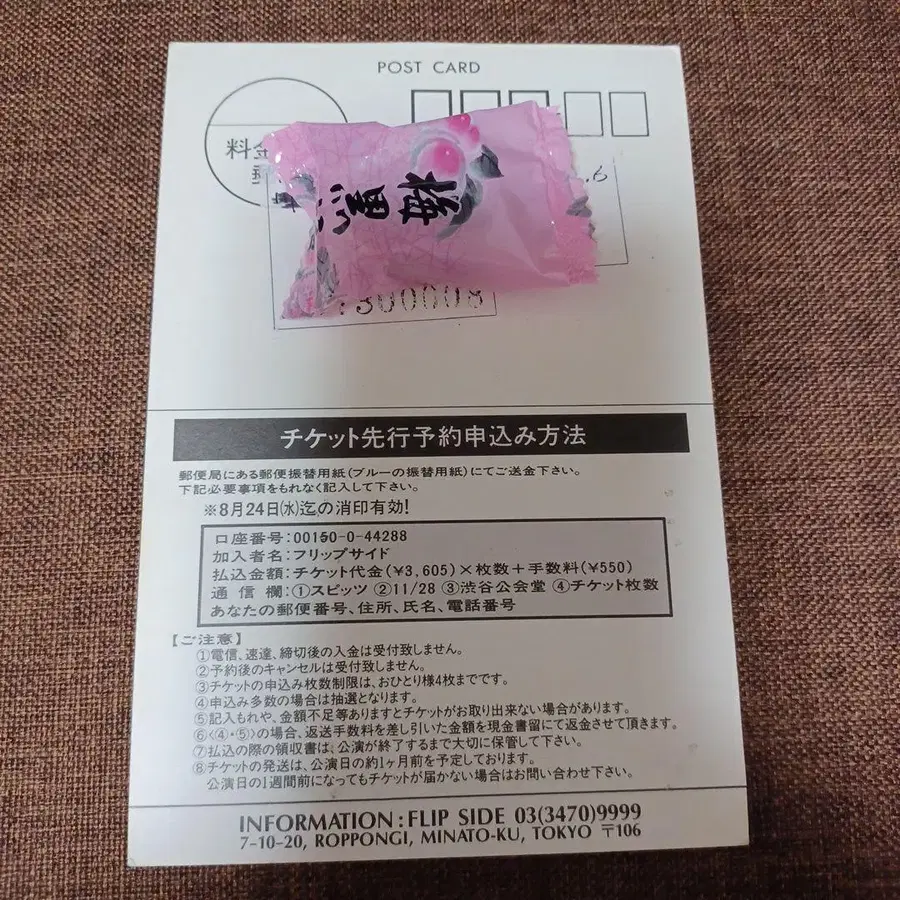 POST CARD
料金
.6
梅黒
7300008
チケット先行予約申込み方法
郵便局にある郵便振替用紙(ブルーの振替用紙)にてご送金下さい。
下記必要事項をもれなく記入して下さい。
※8月24日(水)迄の消印有効!
口座番号:00150-0-44288
加入者名:フリップサイド
払込金額:チケット代金(¥3,605)×枚数+手数料(¥550)
通信欄:①スピッツ ②11/28 ③渋谷公会堂 ④チケット枚数
あなたの郵便番号、住所、氏名、電話番号
【ご注意】
①電信、速達、締切後の入金は受付致しません。
②予約後のキャンセルは受付致しません。
③チケットの申込み枚数制限は、おひとり様4枚までです。
④申込み多数の場合は抽選となります。
⑤記入もれや、金額不足等ありますとチケットがお取り出来ない場合があります。
⑥〈④・⑤〉の場合、返送手数料を差し引いた金額を現金書留にて返金させて頂きます。
⑦払込の際の領収書は、公演が終了するまで大切に保管して下さい。
⑧チケットの発送は、公演日の約1ヶ月前を予定しております。
公演日の1週間前になってもチケットが届かない場合はお問い合わせ下さい。
INFORMATION:FLIP SIDE 03(3470)9999
7-10-20, ROPPONGI, MINATO-KU, TOKYO 〒106